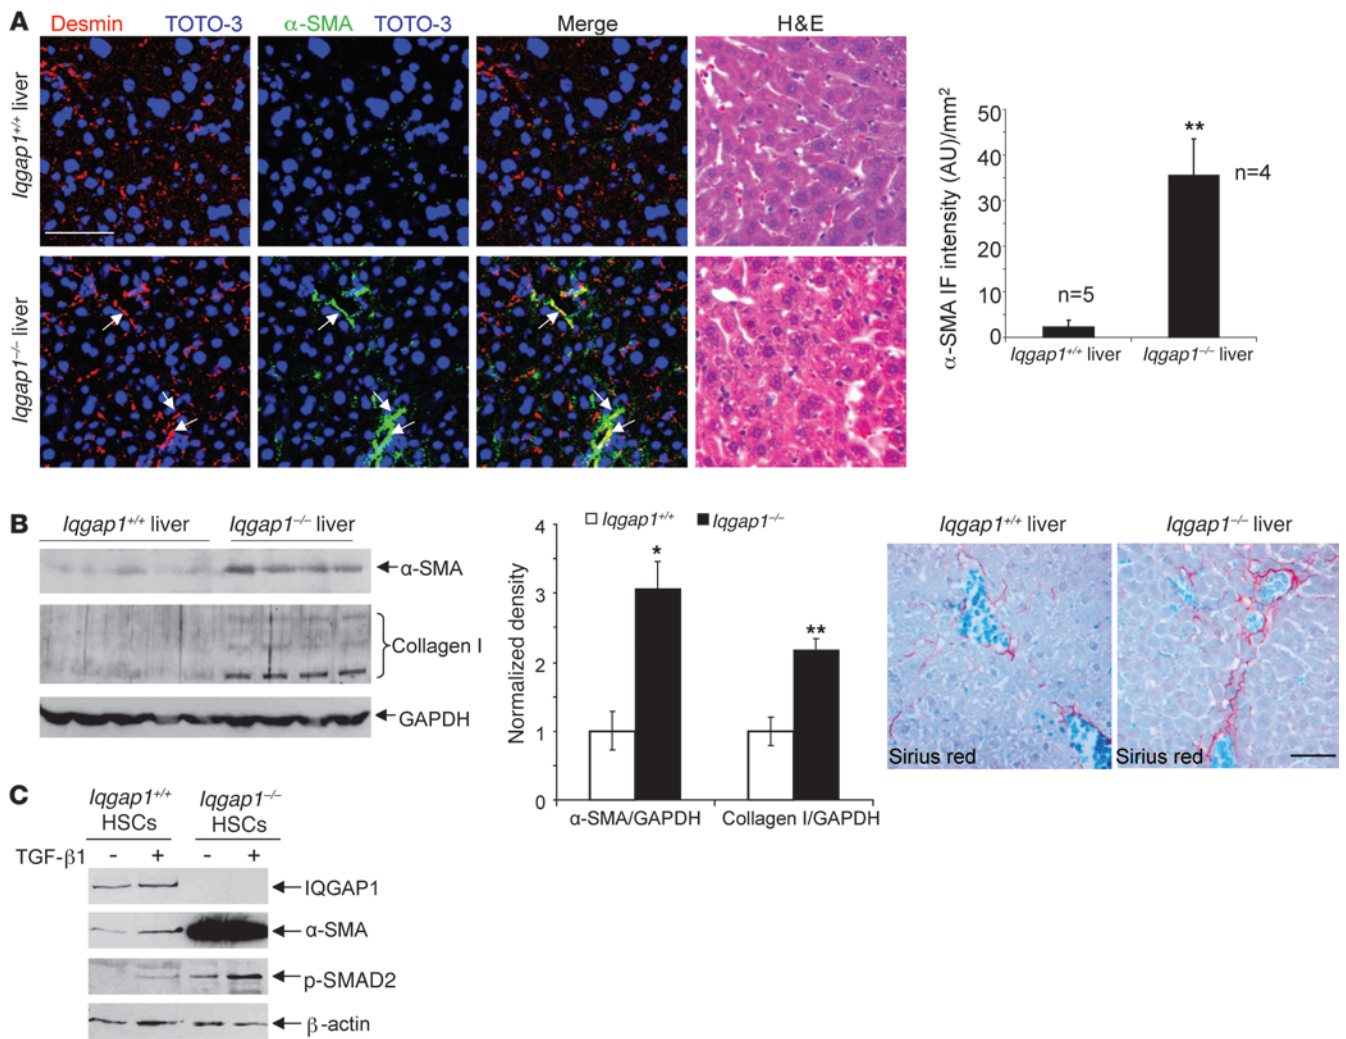 A
Desmin TOTO-3 α-SMA TOTO-3 Merge H&E
Iqgap1+/+ liver
Iqgap1–/– liver
α-SMA IF intensity (AU)/mm2
50
40
30
20
10
0
**
n=4
n=5
Iqgap1+/+ liver Iqgap1–/– liver
B
Iqgap1+/+ liver Iqgap1–/– liver
α-SMA
Collagen I
GAPDH
Normalized density
4
3
2
1
0
Iqgap1+/+ Iqgap1–/–
*
**
α-SMA/GAPDH Collagen I/GAPDH
Iqgap1+/+ liver Iqgap1–/– liver
Sirius red Sirius red
C
Iqgap1+/+ Iqgap1–/–
HSCs HSCs
TGF-β1 - + - +
IQGAP1
α-SMA
p-SMAD2
β-actin